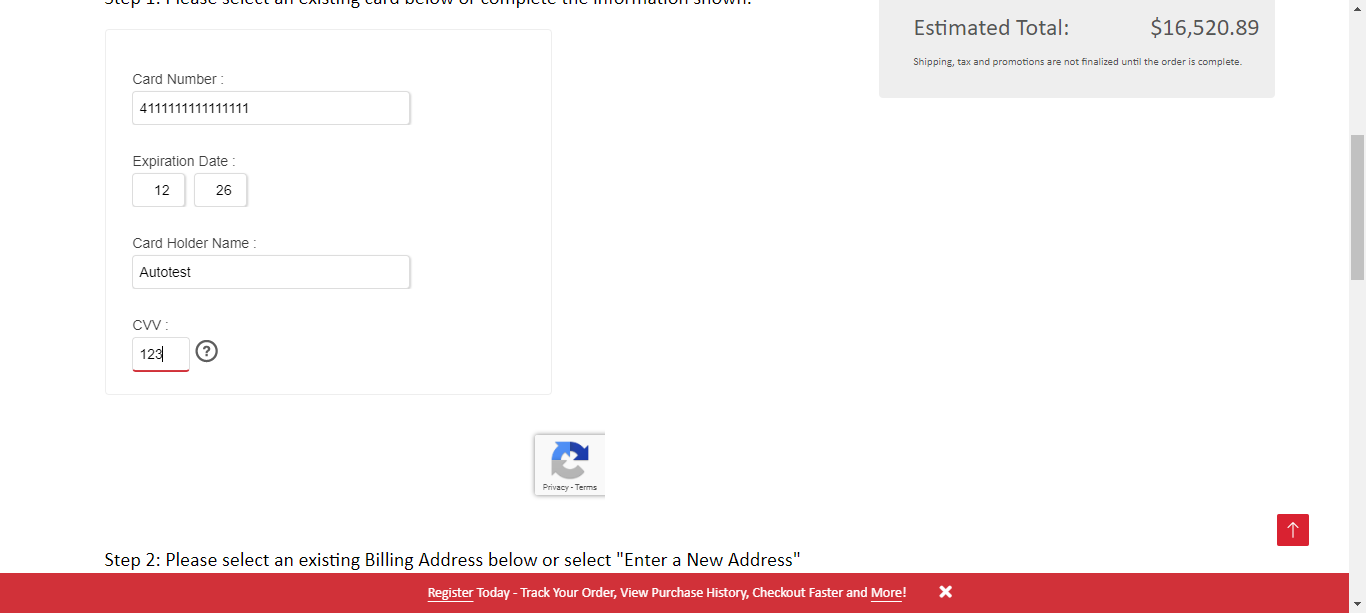 Step 1: Please select an existing card below or complete the information shown.
Estimated Total: $16,520.89
Shipping, tax and promotions are not finalized until the order is complete.
Card Number :
4111111111111111
Expiration Date :
12 26
Card Holder Name :
Autotest
CVV :
123 ?
Privacy - Terms
Step 2: Please select an existing Billing Address below or select "Enter a New Address"
Register Today - Track Your Order, View Purchase History, Checkout Faster and More!